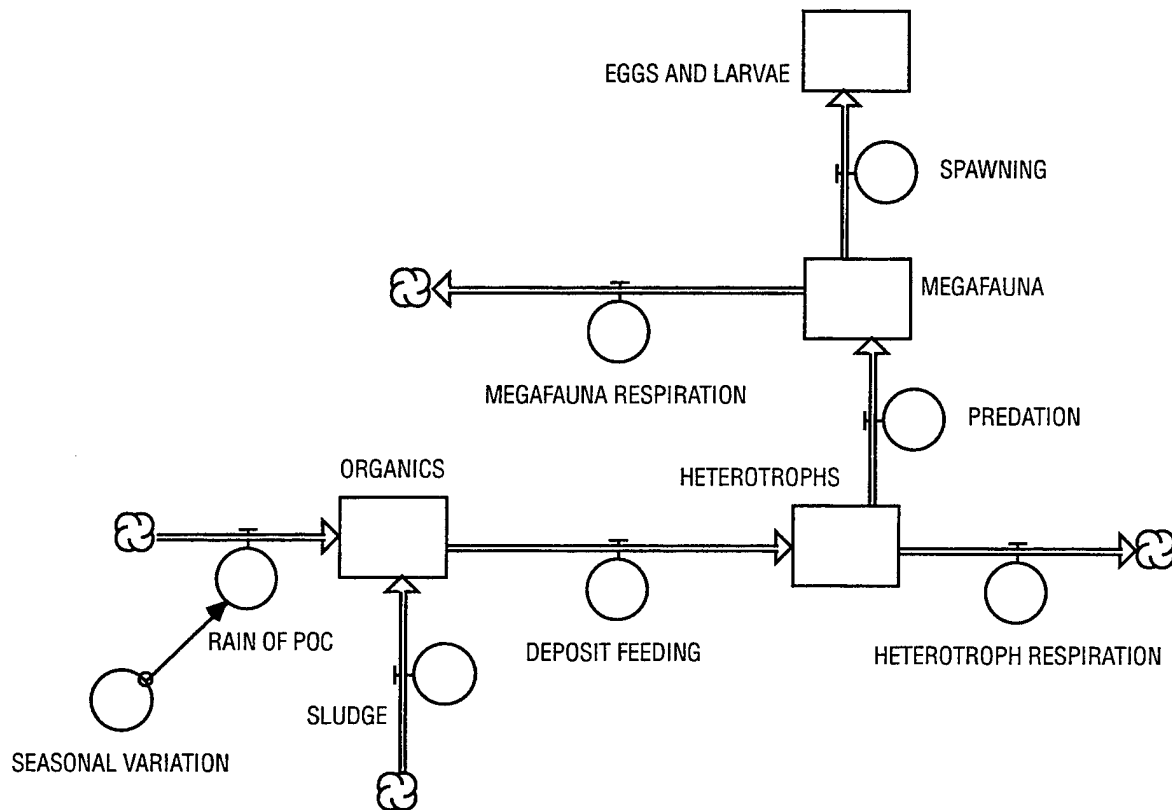 EGGS AND LARVAE
SPAWNING
MEGAFAUNA
MEGAFAUNA RESPIRATION
PREDATION
ORGANICS
HETEROTROPHS
RAIN OF POC
DEPOSIT FEEDING
HETEROTROPH RESPIRATION
SLUDGE
SEASONAL VARIATION